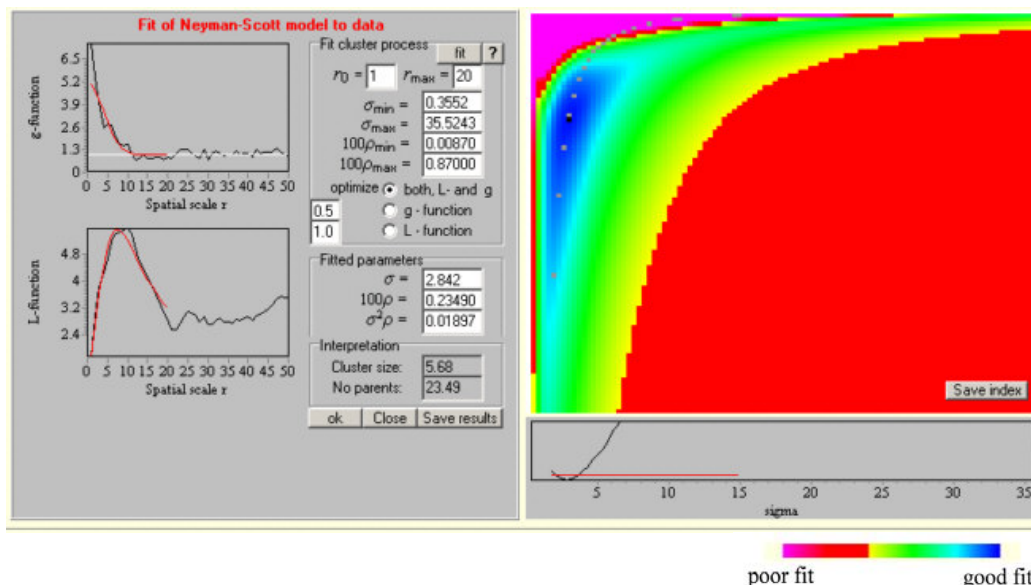 Fit of Neyman-Scott model to data
6.5
5.2
3.9
2.6
1.3
0
g-function
0 5 10 15 20 25 30 35 40 45 50
Spatial scale r
4.8
4
3.2
2.4
L-function
0 5 10 15 20 25 30 35 40 45 50
Spatial scale r
Fit cluster process
fit ?
r0 = 1 rmax = 20
σmin = 0.3552
σmax = 35.5243
100ρmin = 0.00870
100ρmax = 0.87000
optimize both, L- and g
0.5 g - function
1.0 L - function
Fitted parameters
σ = 2.842
100ρ = 0.23490
σ²ρ = 0.01897
Interpretation
Cluster size: 5.68
No parents: 23.49
ok Close Save results
Save index
5 10 15 20 25 30 35
sigma
poor fit good fit